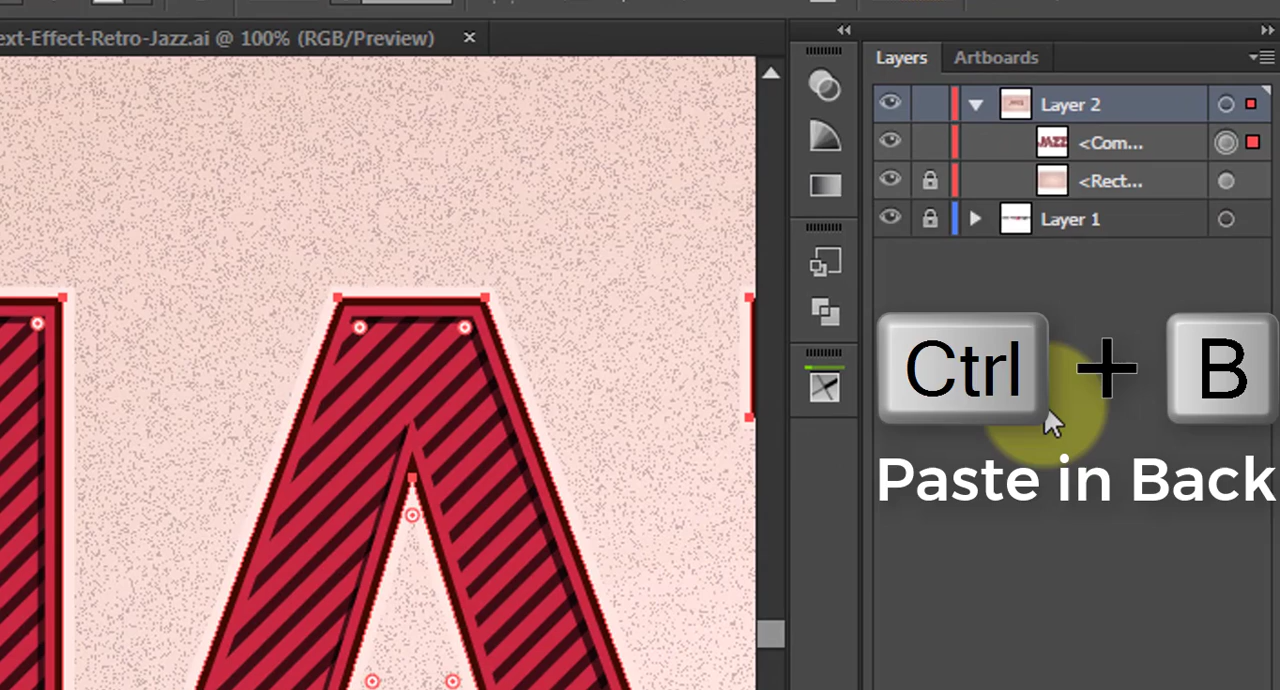 ext-Effect-Retro-Jazz.ai @ 100% (RGB/Preview) ×
Layers Artboards
Layer 2
JAZZ <Com...
<Rect...
Layer 1
Ctrl + B
Paste in Back
A